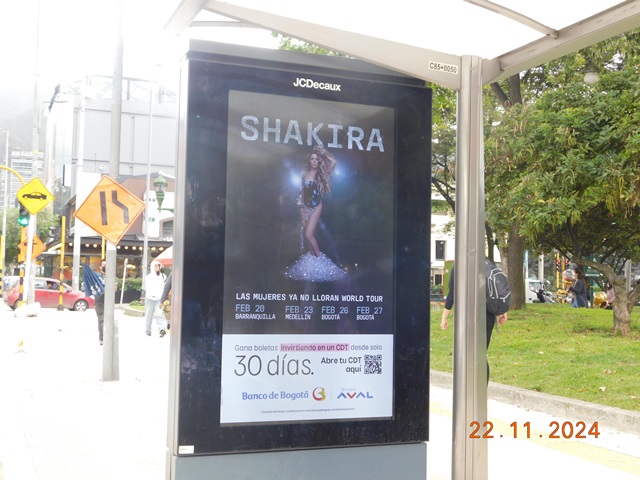 C85+0050
JCDecaux
SHAKIRA
LAS MUJERES YA NO LLORAN WORLD TOUR
FEB 20 FEB 23 FEB 26 FEB 27
BARRANQUILLA MEDELLÍN BOGOTÁ BOGOTÁ
Gana boletas invirtiendo en un CDT desde solo
30 días.
Abre tu CDT
aquí
Banco de Bogotá
AVAL
22.11.2024